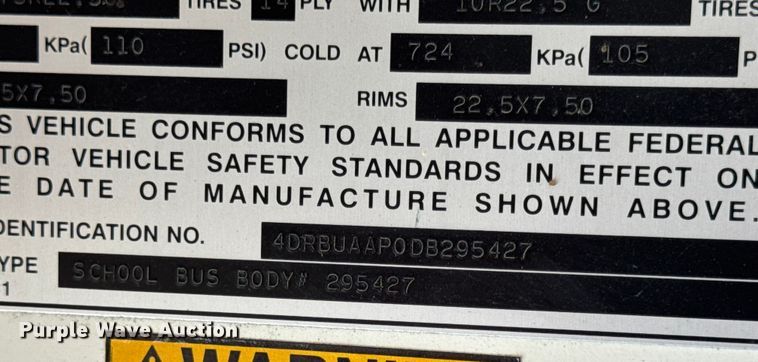 TIRES 14 PLY WITH 10R22.5 G TIRES
KPa( 110 PSI) COLD AT 724 KPa( 105
5X7.50 RIMS 22.5X7.50
S VEHICLE CONFORMS TO ALL APPLICABLE FEDERAL
TOR VEHICLE SAFETY STANDARDS IN EFFECT ON
E DATE OF MANUFACTURE SHOWN ABOVE.
DENTIFICATION NO. 4DRBUAAP0DB295427
YPE SCHOOL BUS BODY# 295427
1
Purple Wave Auction
WARNING